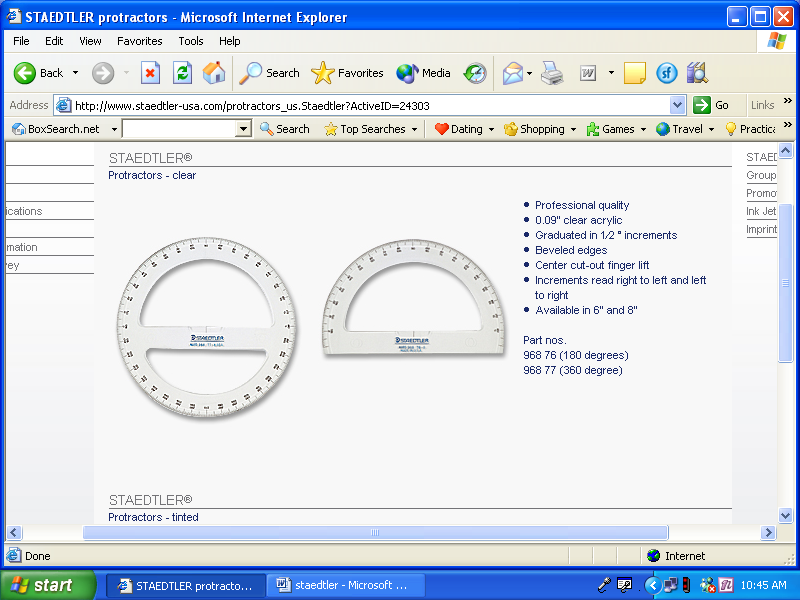 STAEDTLER protractors - Microsoft Internet Explorer
File Edit View Favorites Tools Help
Back Search Favorites Media
Address http://www.staedtler-usa.com/protractors_us.Staedtler?ActiveID=24303 Go Links »
BoxSearch.net Search Top Searches Dating Shopping Games Travel Practica »
STAEDTLER®
Protractors - clear
ications
mation
vey
STAED
Group
Promo
Ink Jet
Imprint
Professional quality
0.09" clear acrylic
Graduated in 1⁄2 ° increments
Beveled edges
Center cut-out finger lift
Increments read right to left and left
to right
Available in 6" and 8"
Part nos.
968 76 (180 degrees)
968 77 (360 degree)
STAEDTLER
STAEDTLER
STAEDTLER®
Protractors - tinted
Done Internet
start STAEDTLER protracto... staedtler - Microsoft ... 10:45 AM